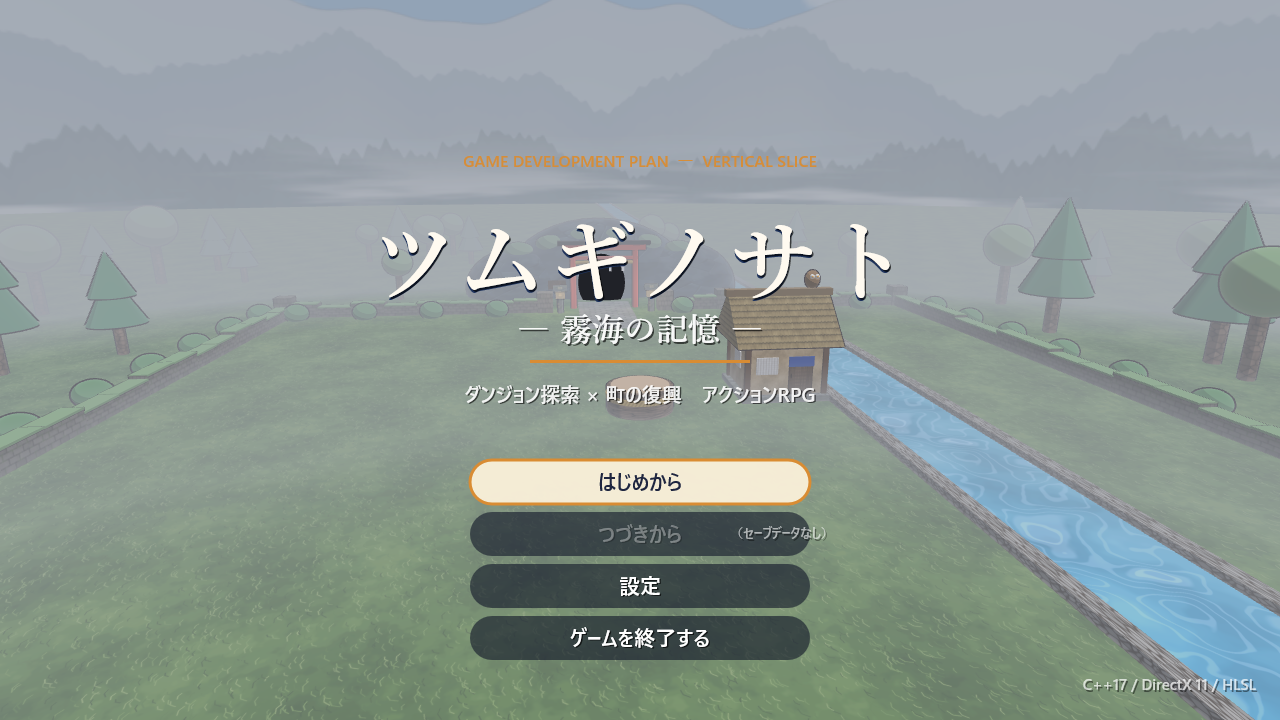 GAME DEVELOPMENT PLAN — VERTICAL SLICE
ツムギノサト
— 霧海の記憶 —
ダンジョン探索 × 町の復興　アクションRPG
はじめから
つづきから （セーブデータなし）
設定
ゲームを終了する
C++17 / DirectX 11 / HLSL